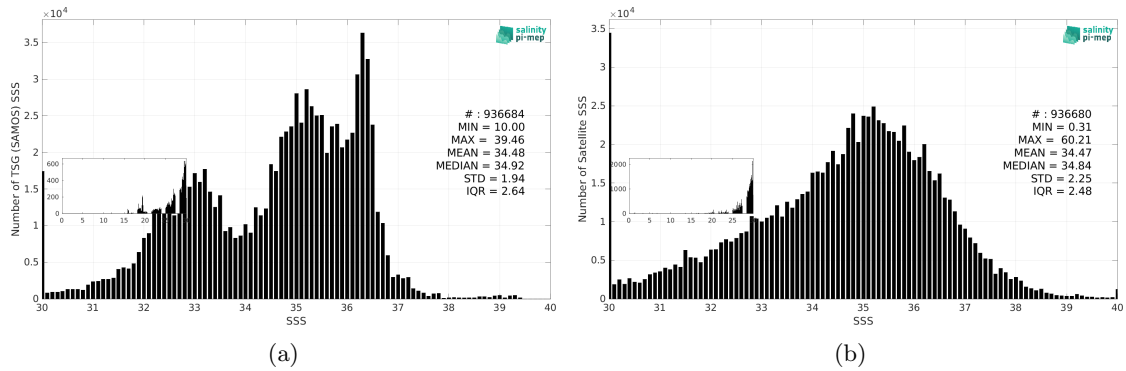 ×10⁴
3.5
3
2.5
2
1.5
1
0.5
0
30 31 32 33 34 35 36 37 38 39 40
SSS
Number of TSG (SAMOS) SSS
salinity
pi-mep
# : 936684
MIN = 10.00
MAX = 39.46
MEAN = 34.48
MEDIAN = 34.92
STD = 1.94
IQR = 2.64
600
400
200
0
0 5 10 15 20 25
(a)
×10⁴
3.5
3
2.5
2
1.5
1
0.5
0
31 32 33 34 35 36 37 38 39 40
SSS
Number of Satellite SSS
salinity
pi-mep
# : 936680
MIN = 0.31
MAX = 60.21
MEAN = 34.47
MEDIAN = 34.84
STD = 2.25
IQR = 2.48
2000
1000
0
0 5 10 15 20 25
(b)